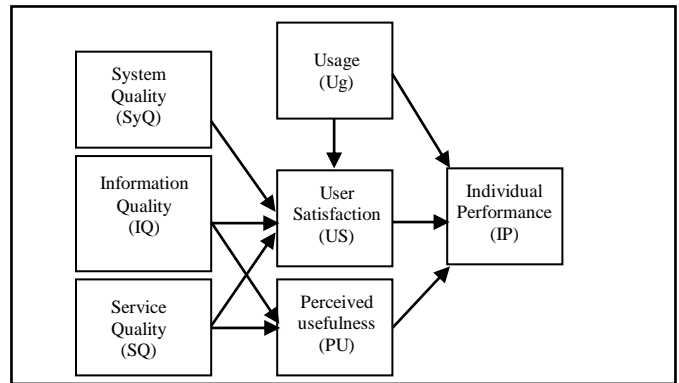 System
Quality
(SyQ)
Information
Quality
(IQ)
Service
Quality
(SQ)
Usage
(Ug)
User
Satisfaction
(US)
Perceived
usefulness
(PU)
Individual
Performance
(IP)